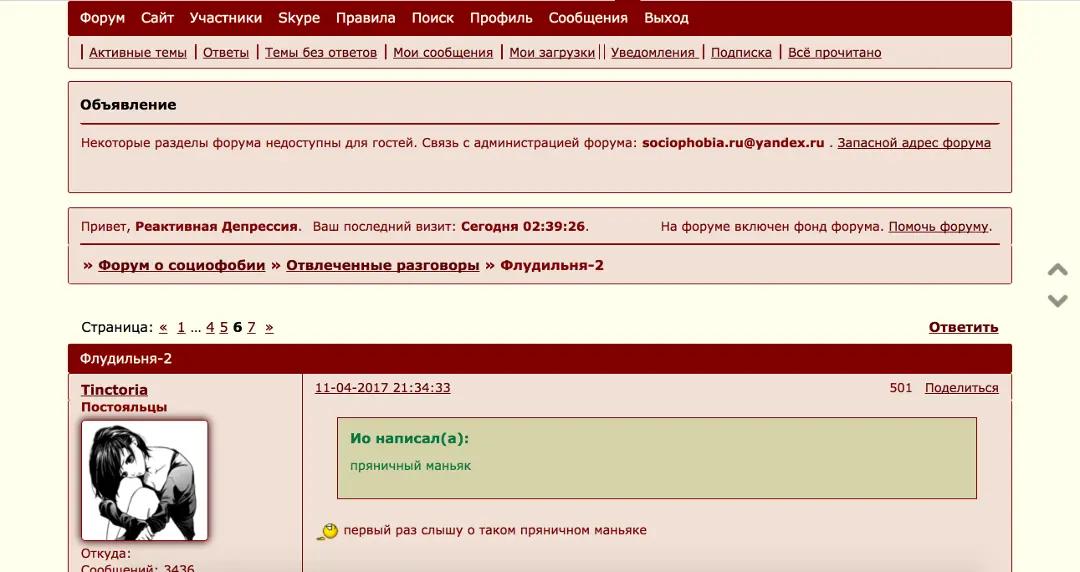 Форум Сайт Участники Skype Правила Поиск Профиль Сообщения Выход
| Активные темы | Ответы | Темы без ответов | Мои сообщения | Мои загрузки || Уведомления | Подписка | Всё прочитано
Объявление
Некоторые разделы форума недоступны для гостей. Связь с администрацией форума: sociophobia.ru@yandex.ru . Запасной адрес форума
Привет, Реактивная Депрессия. Ваш последний визит: Сегодня 02:39:26. На форуме включен фонд форума. Помочь форуму.
» Форум о социофобии » Отвлеченные разговоры » Флудильня-2
Страница: « 1 … 4 5 6 7 » Ответить
Флудильня-2
Tinctoria 11-04-2017 21:34:33 501 Поделиться
Постояльцы
Ио написал(а):
пряничный маньяк
первый раз слышу о таком пряничном маньяке
Откуда:
Сообщений: 3436